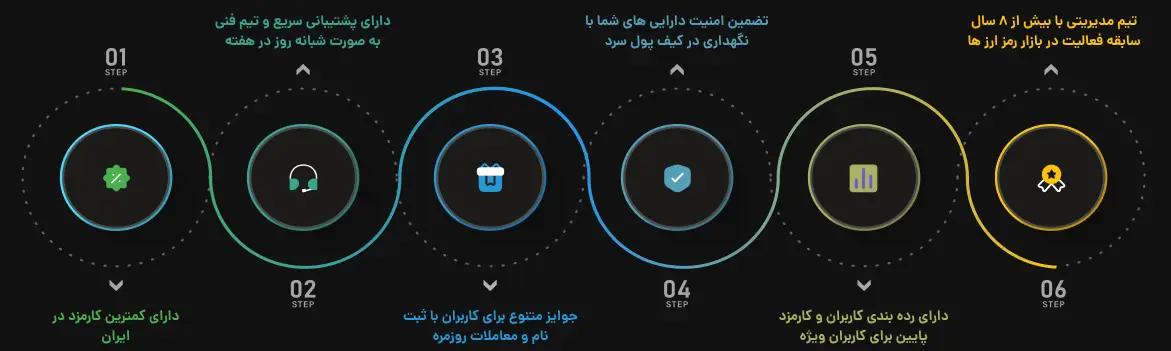 01
STEP
دارای کمترین کارمزد در
ایران
دارای پشتیبانی سریع و تیم فنی
به صورت شبانه روز در هفته
02
STEP
03
STEP
جوایز متنوع برای کاربران با ثبت
نام و معاملات روزمره
تضمین امنیت دارایی های شما با
نگهداری در کیف پول سرد
04
STEP
05
STEP
دارای رده بندی کاربران و کارمزد
پایین برای کاربران ویژه
تیم مدیریتی با بیش از ۸ سال
سابقه فعالیت در بازار رمز ارز ها
06
STEP